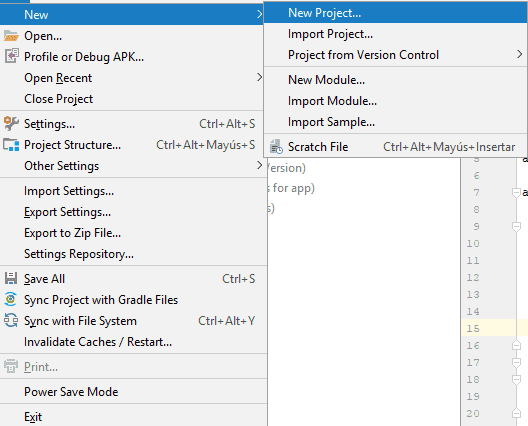 New
Open...
Profile or Debug APK...
Open Recent
Close Project
Settings... Ctrl+Alt+S
Project Structure... Ctrl+Alt+Mayús+S
Other Settings
Import Settings...
Export Settings...
Export to Zip File...
Settings Repository...
Save All Ctrl+S
Sync Project with Gradle Files
Sync with File System Ctrl+Alt+Y
Invalidate Caches / Restart...
Print...
Power Save Mode
Exit
New Project...
Import Project...
Project from Version Control
New Module...
Import Module...
Import Sample...
Scratch File Ctrl+Alt+Mayús+Insertar
Version)
s for app)
s)
5 a
6
7 a
8
9
10
11
12
13
14
15
16
17
18
19
20